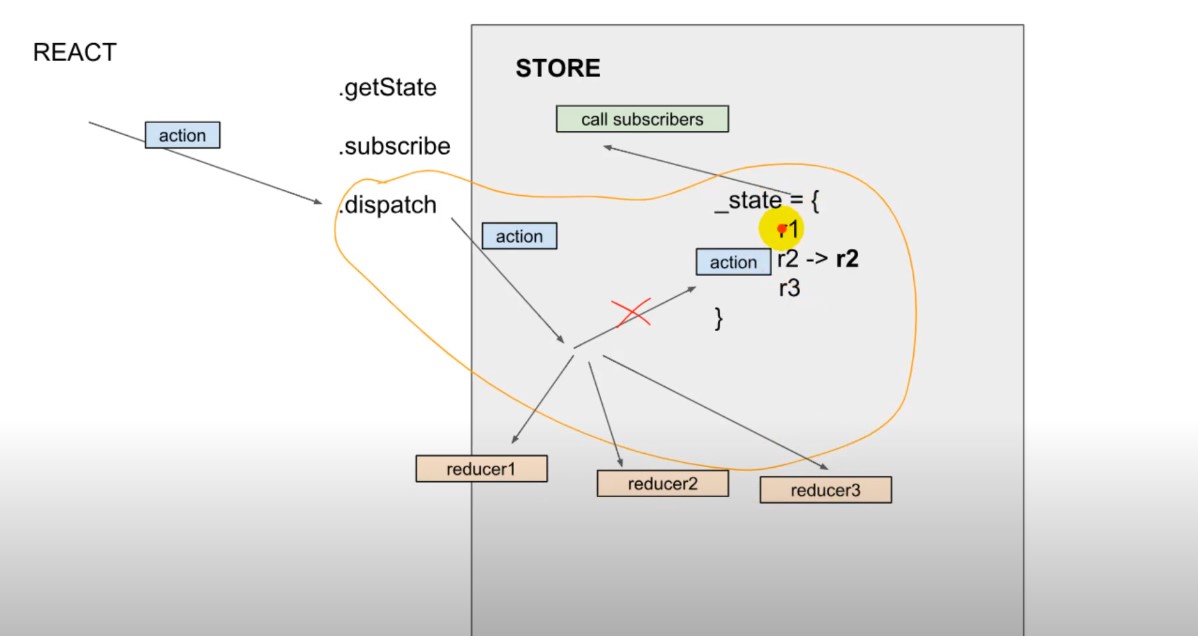 REACT
action
.getState
.subscribe
.dispatch
STORE
call subscribers
action
_state = {
r1
action r2 -> r2
r3
}
reducer1
reducer2
reducer3